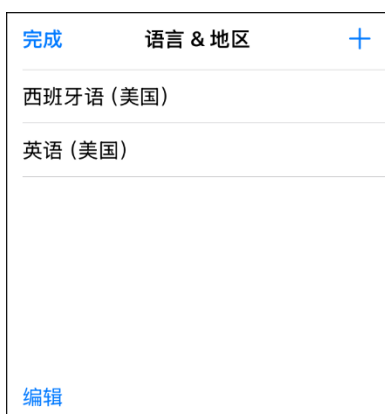 完成 语言 & 地区 +
西班牙语 (美国)
英语 (美国)
编辑